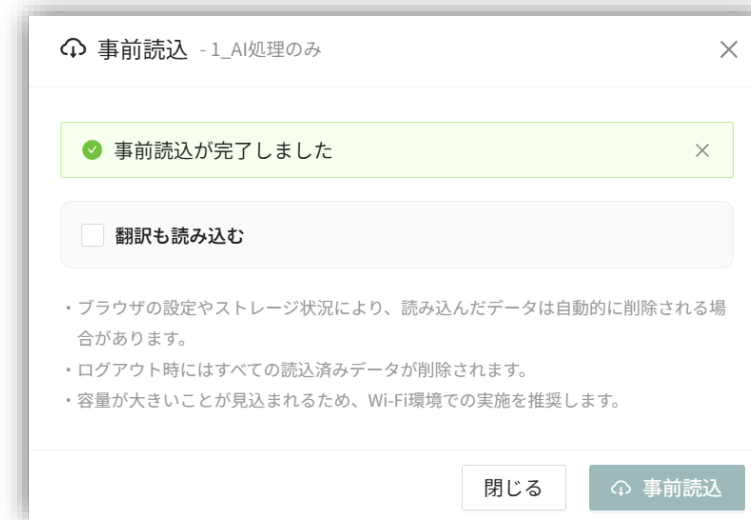 事前読込 - 1_AI処理のみ
事前読込が完了しました
翻訳も読み込む
・ブラウザの設定やストレージ状況により、読み込んだデータは自動的に削除される場
合があります。
・ログアウト時にはすべての読込済みデータが削除されます。
・容量が大きいことが見込まれるため、Wi-Fi環境での実施を推奨します。
閉じる 事前読込